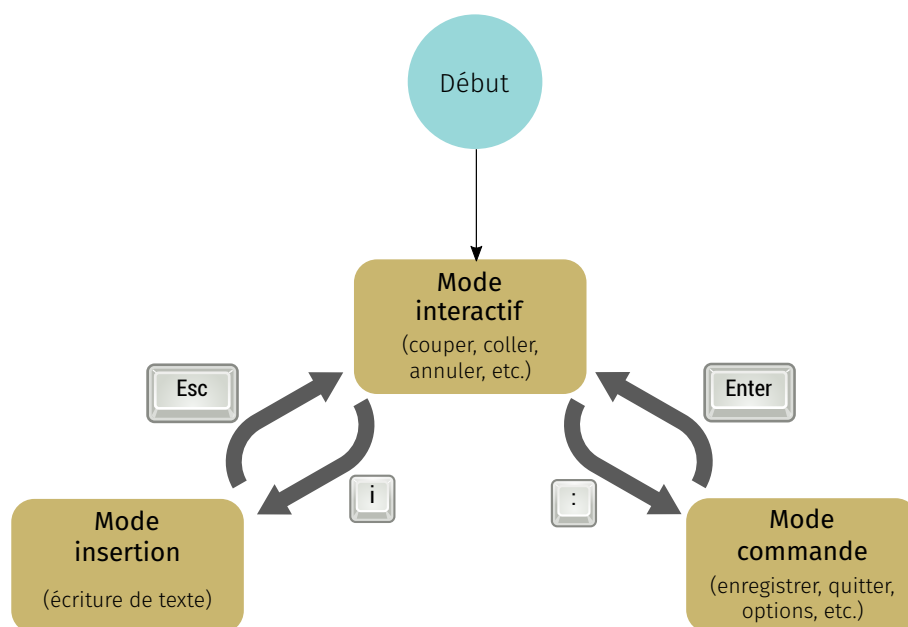 Début
Mode
interactif
(couper, coller,
annuler, etc.)
Esc
Enter
i
:
Mode
insertion
(écriture de texte)
Mode
commande
(enregistrer, quitter,
options, etc.)